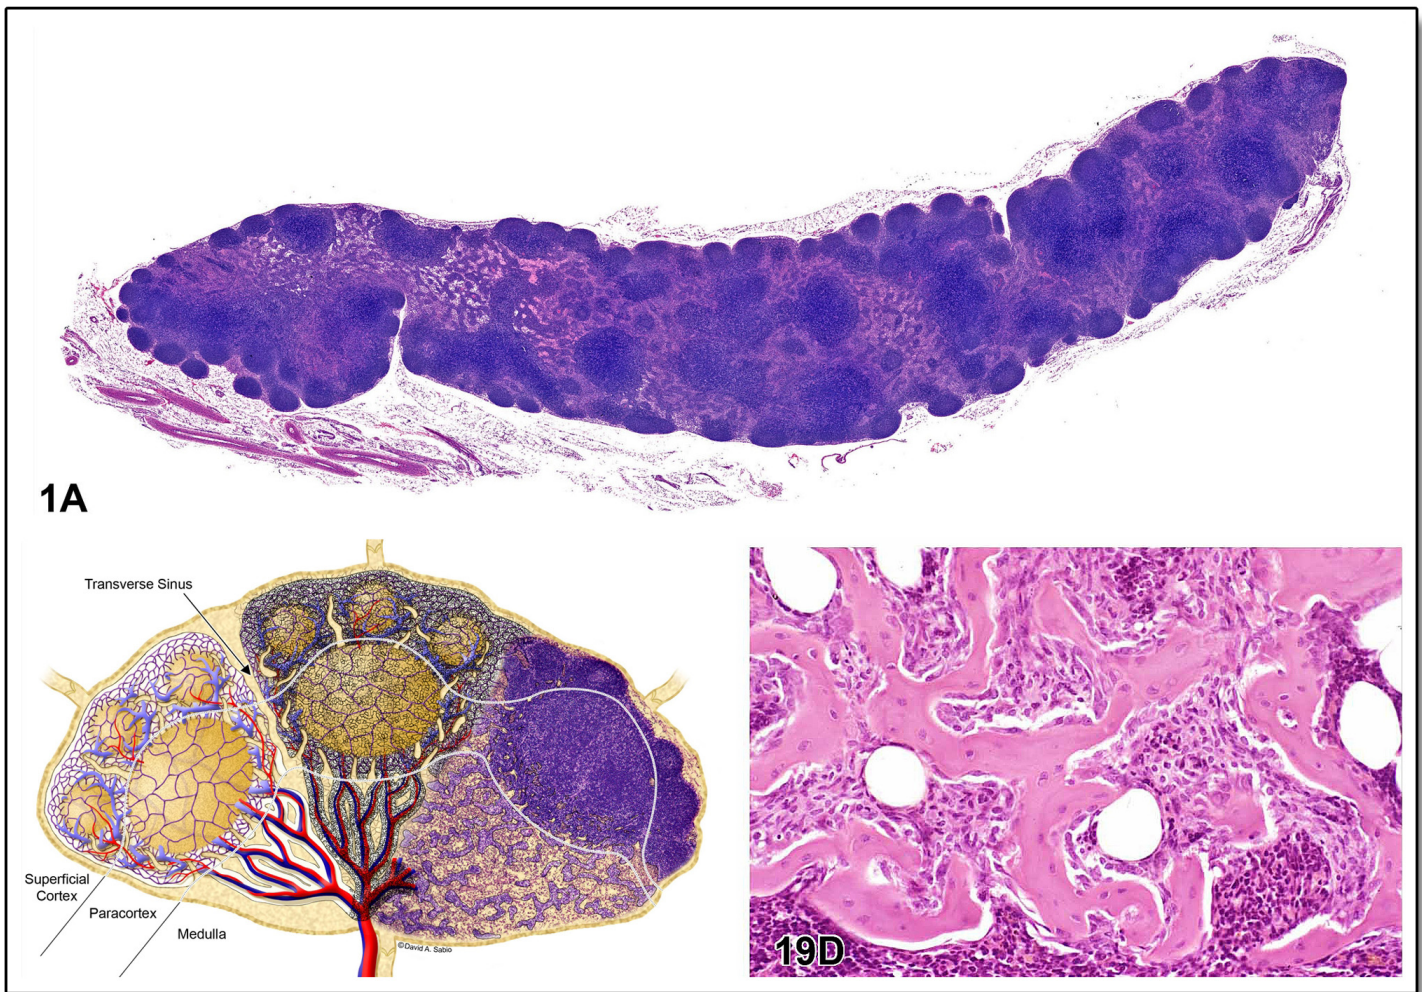 1A
Transverse Sinus
Superficial
Cortex
Paracortex
Medulla
©David A. Sabio
19D